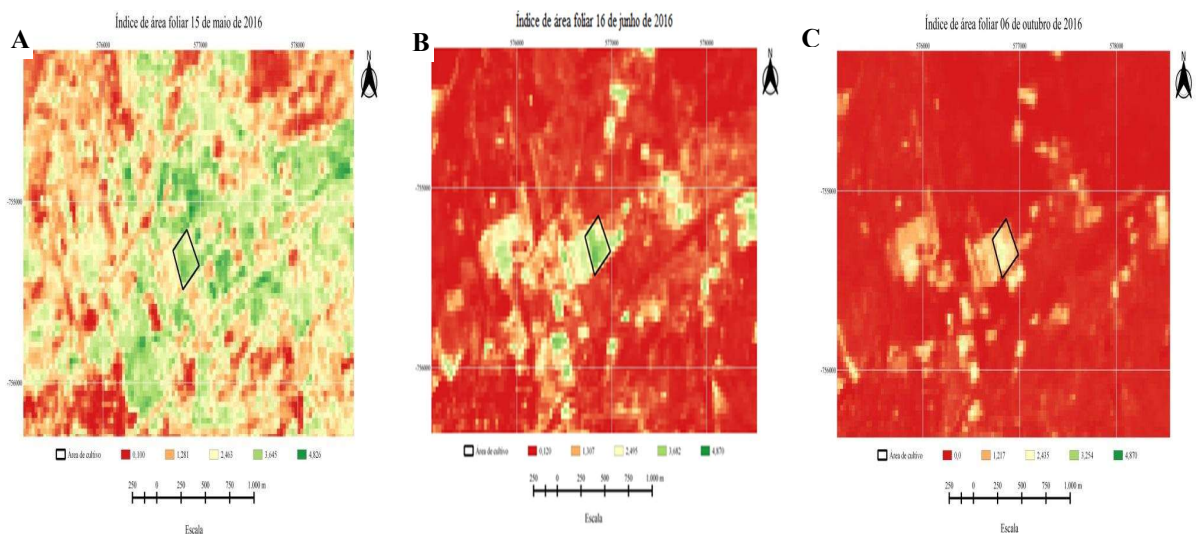 A
Índice de área foliar 15 de maio de 2016
576000 577000 578000
N
-755000
-756000
Área de cultivo 0,100 1,281 2,463 3,645 4,826
250 0 250 500 750 1.000 m
Escala
B
Índice de área foliar 16 de junho de 2016
576000 577000 578000
N
-755000
-756000
Área de cultivo 0,120 1,307 2,495 3,682 4,870
250 0 250 500 750 1.000 m
Escala
C
Índice de área foliar 06 de outubro de 2016
576000 577000 578000
N
-755000
-756000
Área de cultivo 0,0 1,217 2,435 3,254 4,870
250 0 250 500 750 1.000 m
Escala